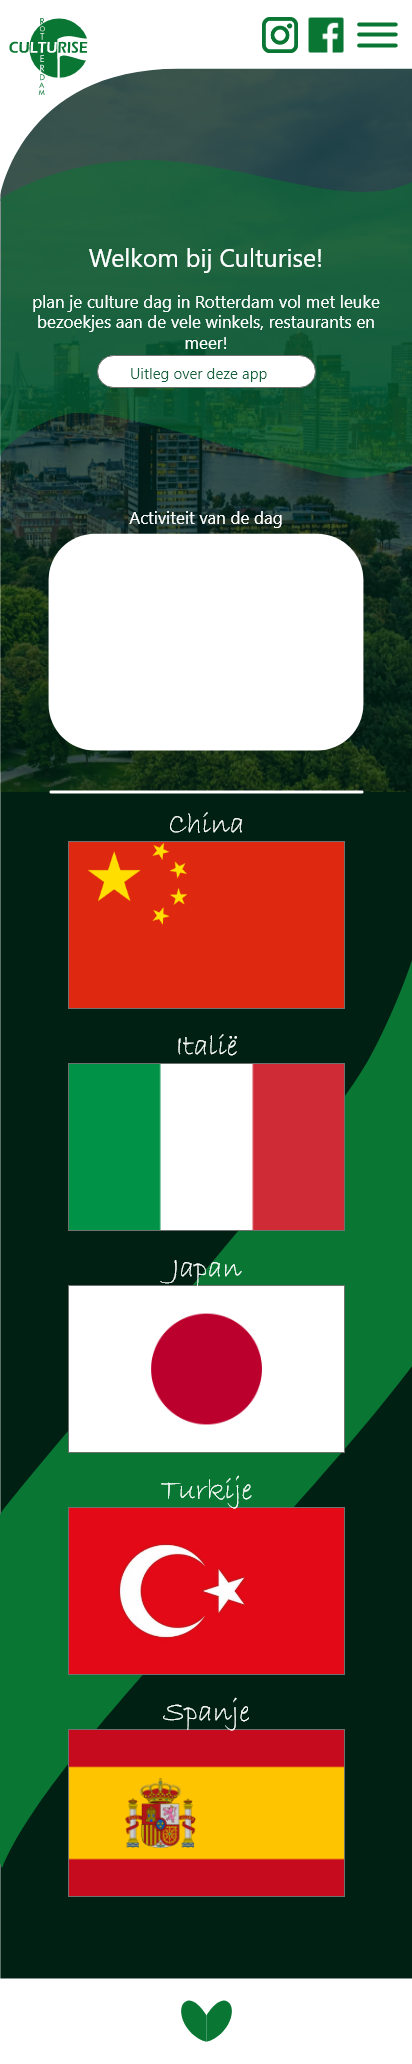 ROTTERDAM
CULTURISE
Welkom bij Culturise!
plan je culture dag in Rotterdam vol met leuke
bezoekjes aan de vele winkels, restaurants en
meer!
Uitleg over deze app
Activiteit van de dag
China
Italië
Japan
Turkije
Spanje